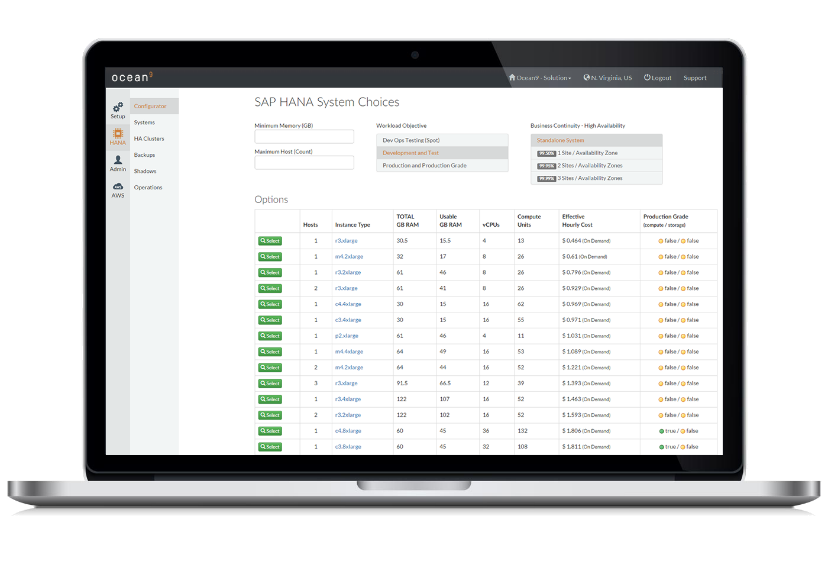 ocean9
Ocean9 - Solution
N. Virginia, US
Logout
Support
Setup
HANA
Admin
AWS
Configurator
Systems
HA Clusters
Backups
Shadows
Operations
SAP HANA System Choices
Minimum Memory (GB)
Maximum Host (Count)
Workload Objective
Dev Ops Testing (Spot)
Development and Test
Production and Production Grade
Business Continuity - High Availability
Standalone System
99.50% 1 Site / Availability Zone
99.95% 2 Sites / Availability Zones
99.99% 3 Sites / Availability Zones
Options
Hosts Instance Type TOTAL GB RAM Usable GB RAM vCPUs Compute Units Effective Hourly Cost Production Grade (compute / storage)
Select 1 r3.xlarge 30.5 15.5 4 13 $ 0.464 (On Demand) false / false
Select 1 m4.2xlarge 32 17 8 26 $ 0.61 (On Demand) false / false
Select 1 r3.2xlarge 61 46 8 26 $ 0.796 (On Demand) false / false
Select 2 r3.xlarge 61 41 8 26 $ 0.929 (On Demand) false / false
Select 1 c4.4xlarge 30 15 16 62 $ 0.969 (On Demand) false / false
Select 1 c3.4xlarge 30 15 16 55 $ 0.971 (On Demand) false / false
Select 1 p2.xlarge 61 46 4 11 $ 1.031 (On Demand) false / false
Select 1 m4.4xlarge 64 49 16 53 $ 1.089 (On Demand) false / false
Select 2 m4.2xlarge 64 44 16 52 $ 1.221 (On Demand) false / false
Select 3 r3.xlarge 91.5 66.5 12 39 $ 1.393 (On Demand) false / false
Select 1 r3.4xlarge 122 107 16 52 $ 1.463 (On Demand) false / false
Select 2 r3.2xlarge 122 102 16 52 $ 1.593 (On Demand) false / false
Select 1 c4.8xlarge 60 45 36 132 $ 1.806 (On Demand) true / false
Select 1 c3.8xlarge 60 45 32 108 $ 1.811 (On Demand) true / false